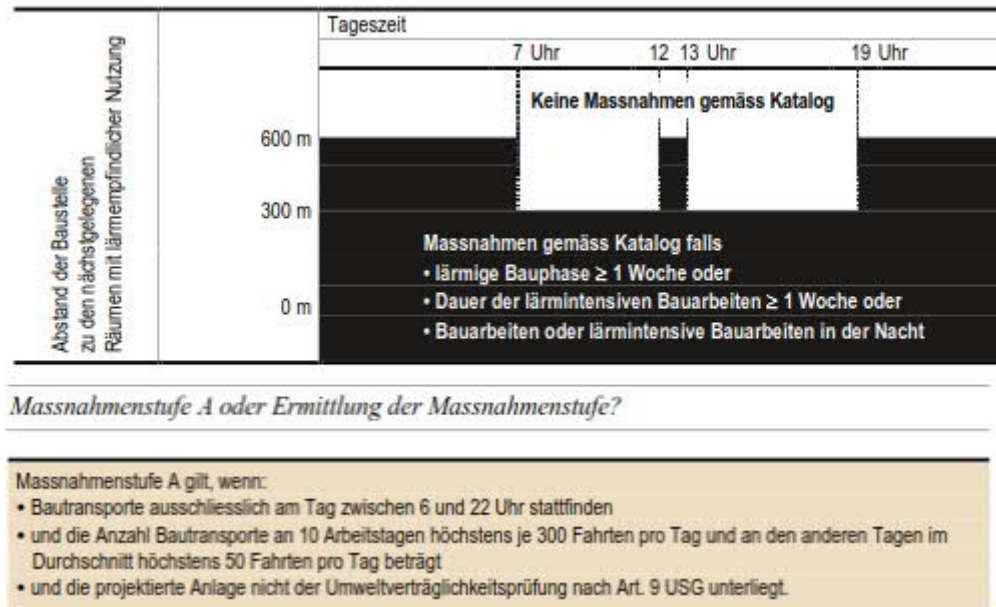 Tageszeit
7 Uhr 12 13 Uhr 19 Uhr
Abstand der Baustelle
zu den nächstgelegenen
Räumen mit lärmempfindlicher Nutzung
Keine Massnahmen gemäss Katalog
600 m
300 m
0 m
Massnahmen gemäss Katalog falls
• lärmige Bauphase ≥ 1 Woche oder
• Dauer der lärmintensiven Bauarbeiten ≥ 1 Woche oder
• Bauarbeiten oder lärmintensive Bauarbeiten in der Nacht
Massnahmenstufe A oder Ermittlung der Massnahmenstufe?
Massnahmenstufe A gilt, wenn:
• Bautransporte ausschliesslich am Tag zwischen 6 und 22 Uhr stattfinden
• und die Anzahl Bautransporte an 10 Arbeitstagen höchstens je 300 Fahrten pro Tag und an den anderen Tagen im
Durchschnitt höchstens 50 Fahrten pro Tag beträgt
• und die projektierte Anlage nicht der Umweltverträglichkeitsprüfung nach Art. 9 USG unterliegt.